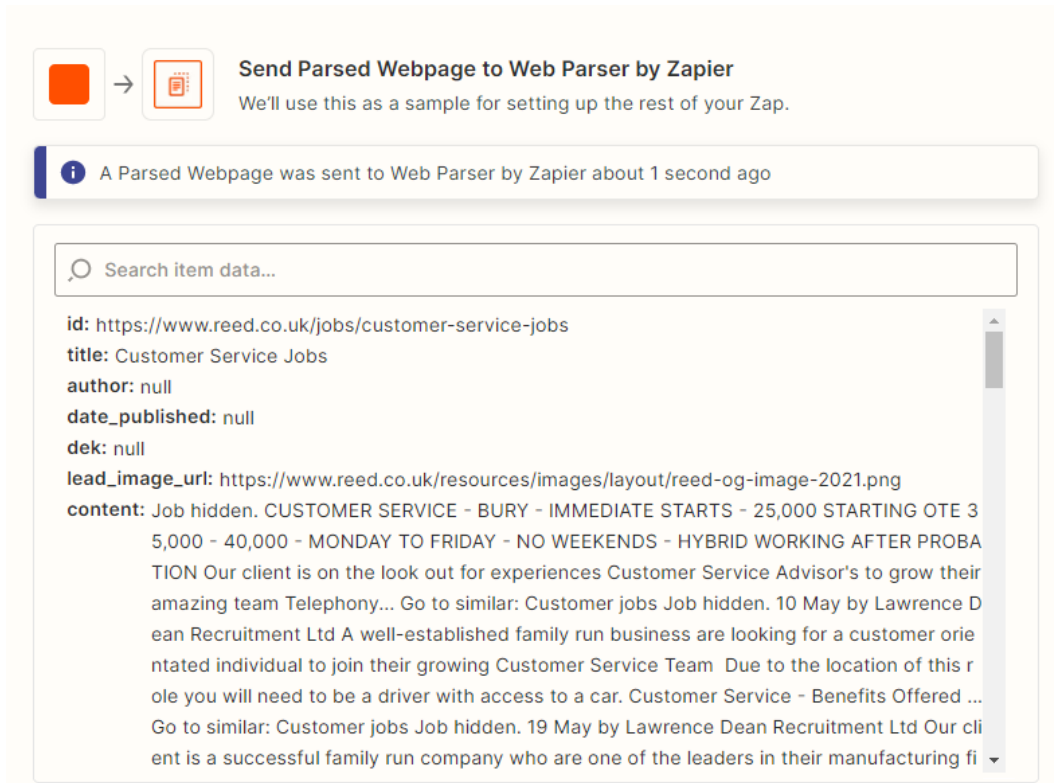 Send Parsed Webpage to Web Parser by Zapier
We'll use this as a sample for setting up the rest of your Zap.
A Parsed Webpage was sent to Web Parser by Zapier about 1 second ago
Search item data...
id: https://www.reed.co.uk/jobs/customer-service-jobs
title: Customer Service Jobs
author: null
date_published: null
dek: null
lead_image_url: https://www.reed.co.uk/resources/images/layout/reed-og-image-2021.png
content: Job hidden. CUSTOMER SERVICE - BURY - IMMEDIATE STARTS - 25,000 STARTING OTE 3
5,000 - 40,000 - MONDAY TO FRIDAY - NO WEEKENDS - HYBRID WORKING AFTER PROBA
TION Our client is on the look out for experiences Customer Service Advisor's to grow their
amazing team Telephony... Go to similar: Customer jobs Job hidden. 10 May by Lawrence D
ean Recruitment Ltd A well-established family run business are looking for a customer orie
ntated individual to join their growing Customer Service Team  Due to the location of this r
ole you will need to be a driver with access to a car. Customer Service - Benefits Offered ...
Go to similar: Customer jobs Job hidden. 19 May by Lawrence Dean Recruitment Ltd Our cli
ent is a successful family run company who are one of the leaders in their manufacturing fi